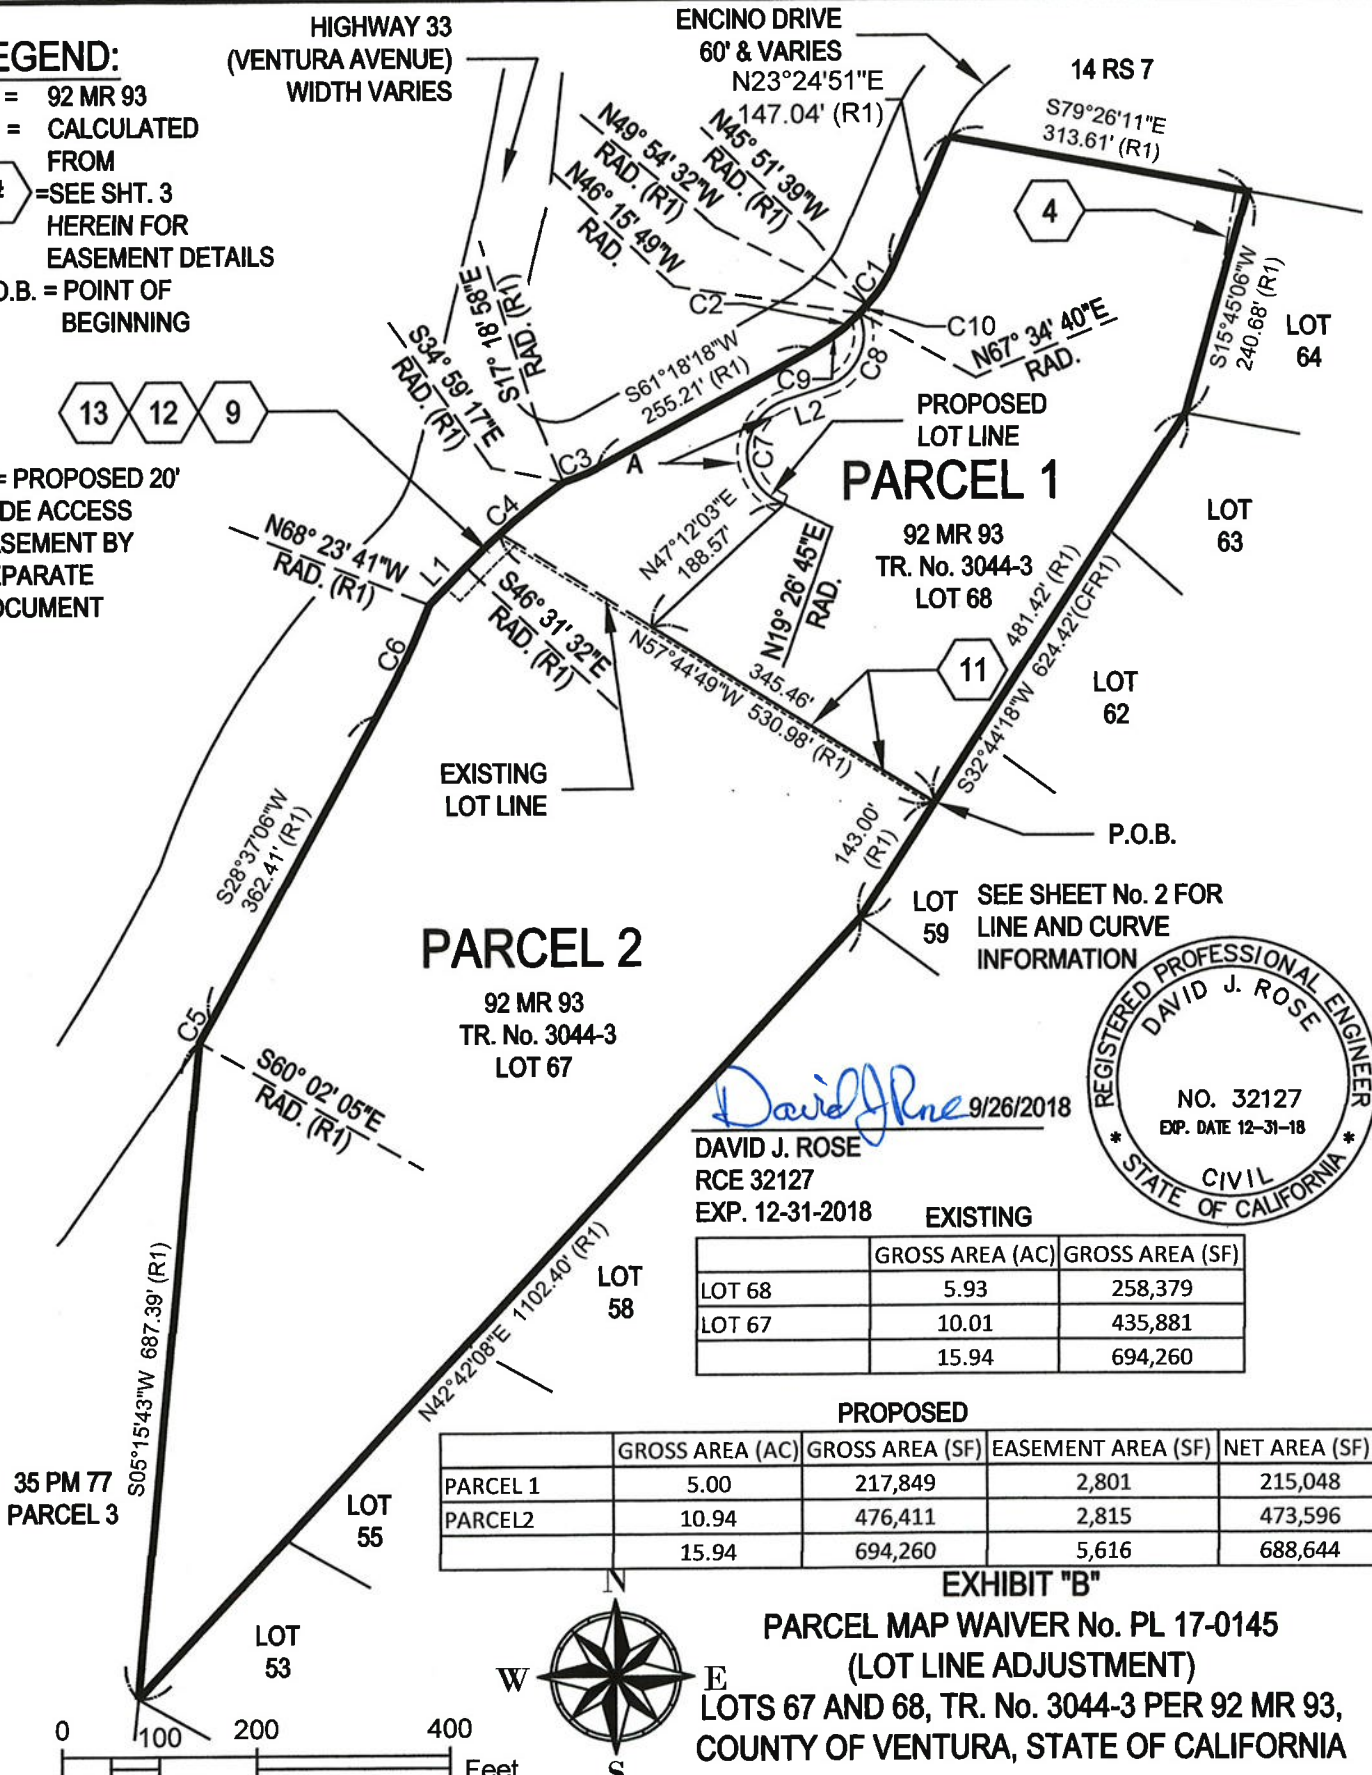 EGEND:
= 92 MR 93
= CALCULATED
FROM
=SEE SHT. 3
HEREIN FOR
EASEMENT DETAILS
O.B. = POINT OF
BEGINNING
HIGHWAY 33
(VENTURA AVENUE)
WIDTH VARIES
ENCINO DRIVE
60' & VARIES
N23°24'51"E
147.04' (R1)
14 RS 7
S79°26'11"E
313.61' (R1)
N49° 54' 32"W
RAD. (R1)
N45° 51' 39"W
RAD. (R1)
N46° 15' 49"W
RAD.
4
S15°45'06"W
240.68' (R1)
LOT
64
C1
C2
C10
N67° 34' 40"E
RAD.
S17° 18' 58"E
RAD. (R1)
S34° 59' 17"E
RAD. (R1)
S61°18'18"W
255.21' (R1)
C9
C8
L2
C7
13
12
9
PROPOSED
LOT LINE
C3
A
C4
= PROPOSED 20'
IDE ACCESS
ASEMENT BY
EPARATE
OCUMENT
PARCEL 1
92 MR 93
TR. No. 3044-3
LOT 68
LOT
63
N68° 23' 41"W
RAD. (R1)
L1
N47°12'03"E
188.57'
N19° 26' 45"E
RAD.
S46° 31' 32"E
RAD. (R1)
C6
481.42' (R1)
S32°44'18"W 624.42'(CFR1)
11
345.46'
N57°44'49"W 530.98' (R1)
LOT
62
EXISTING
LOT LINE
S28°37'06"W
362.41' (R1)
143.00'
(R1)
P.O.B.
LOT
59
SEE SHEET No. 2 FOR
LINE AND CURVE
INFORMATION
PARCEL 2
92 MR 93
TR. No. 3044-3
LOT 67
C5
S60° 02' 05"E
RAD. (R1)
REGISTERED PROFESSIONAL ENGINEER
DAVID J. ROSE
NO. 32127
EXP. DATE 12-31-18
CIVIL
* STATE OF CALIFORNIA *
David J Rose 9/26/2018
DAVID J. ROSE
RCE 32127
EXP. 12-31-2018
EXISTING
GROSS AREA (AC) GROSS AREA (SF)
LOT 68 5.93 258,379
LOT 67 10.01 435,881
15.94 694,260
S05°15'43"W 687.39' (R1)
N42°42'08"E 1102.40' (R1)
LOT
58
PROPOSED
GROSS AREA (AC) GROSS AREA (SF) EASEMENT AREA (SF) NET AREA (SF)
PARCEL 1 5.00 217,849 2,801 215,048
PARCEL2 10.94 476,411 2,815 473,596
15.94 694,260 5,616 688,644
35 PM 77
PARCEL 3
LOT
55
LOT
53
N
W
E
S
EXHIBIT "B"
PARCEL MAP WAIVER No. PL 17-0145
(LOT LINE ADJUSTMENT)
LOTS 67 AND 68, TR. No. 3044-3 PER 92 MR 93,
COUNTY OF VENTURA, STATE OF CALIFORNIA
0 100 200 400
Feet